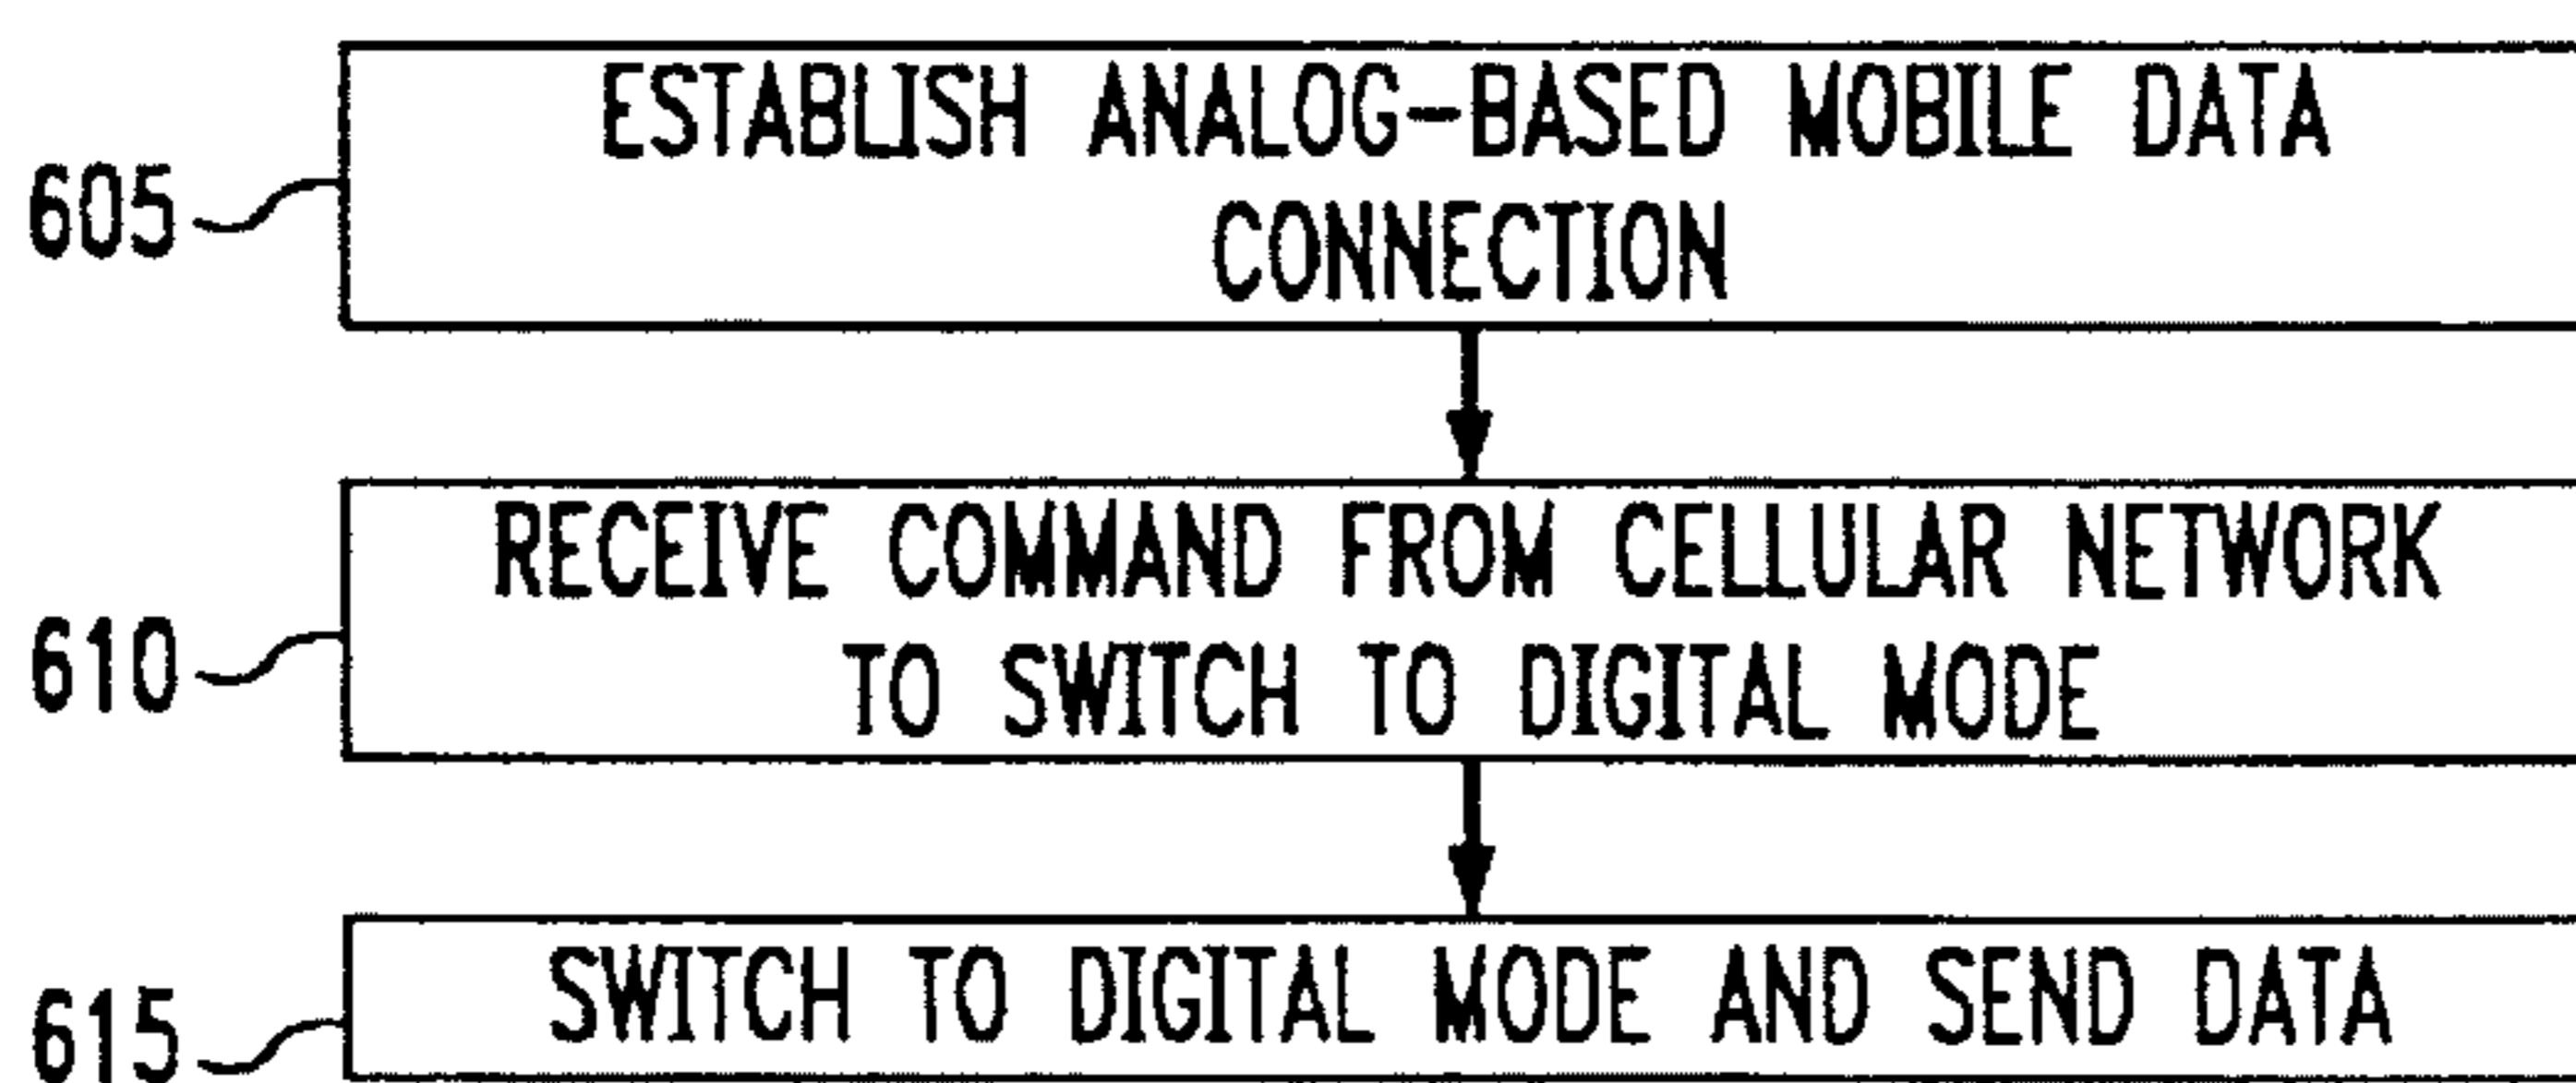 ESTABLISH ANALOG-BASED MOBILE DATA
CONNECTION
605
RECEIVE COMMAND FROM CELLULAR NETWORK
TO SWITCH TO DIGITAL MODE
610
SWITCH TO DIGITAL MODE AND SEND DATA
615